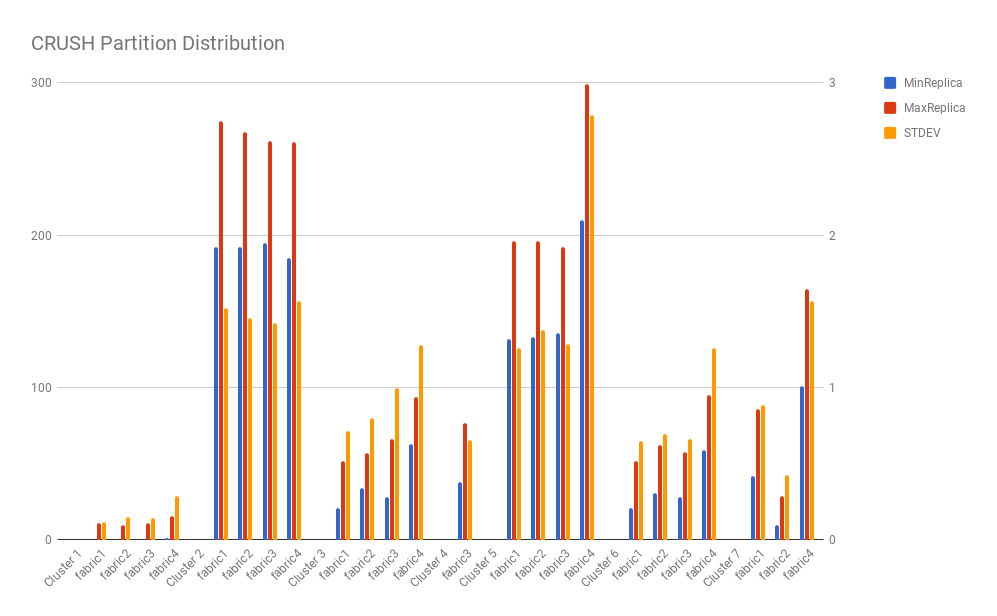 CRUSH Partition Distribution
300
200
100
0
3
2
1
0
MinReplica
MaxReplica
STDEV
Cluster 1
fabric1
fabric2
fabric3
fabric4
Cluster 2
fabric1
fabric2
fabric3
fabric4
Cluster 3
fabric1
fabric2
fabric3
fabric4
Cluster 4
fabric3
Cluster 5
fabric1
fabric2
fabric3
fabric4
Cluster 6
fabric1
fabric2
fabric3
fabric4
Cluster 7
fabric1
fabric2
fabric4